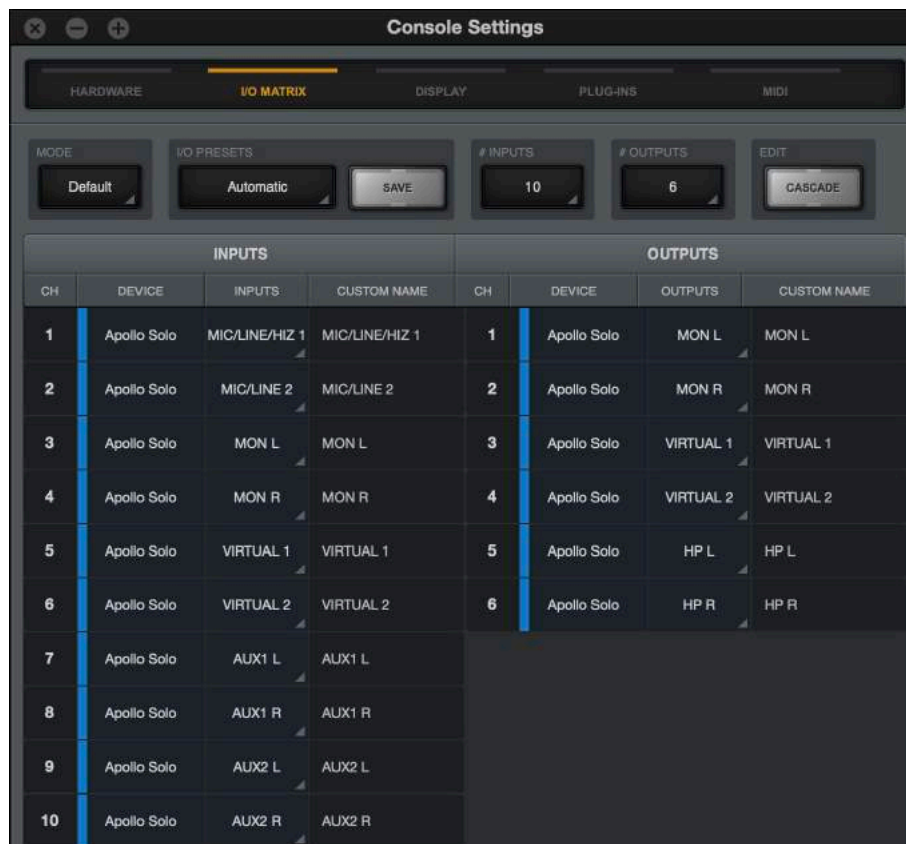 Console Settings
HARDWARE I/O MATRIX DISPLAY PLUG-INS MIDI
MODE I/O PRESETS # INPUTS # OUTPUTS EDIT
Default Automatic SAVE 10 6 CASCADE
INPUTS OUTPUTS
CH DEVICE INPUTS CUSTOM NAME CH DEVICE OUTPUTS CUSTOM NAME
1 Apollo Solo MIC/LINE/HIZ 1 MIC/LINE/HIZ 1 1 Apollo Solo MON L MON L
2 Apollo Solo MIC/LINE 2 MIC/LINE 2 2 Apollo Solo MON R MON R
3 Apollo Solo MON L MON L 3 Apollo Solo VIRTUAL 1 VIRTUAL 1
4 Apollo Solo MON R MON R 4 Apollo Solo VIRTUAL 2 VIRTUAL 2
5 Apollo Solo VIRTUAL 1 VIRTUAL 1 5 Apollo Solo HP L HP L
6 Apollo Solo VIRTUAL 2 VIRTUAL 2 6 Apollo Solo HP R HP R
7 Apollo Solo AUX1 L AUX1 L
8 Apollo Solo AUX1 R AUX1 R
9 Apollo Solo AUX2 L AUX2 L
10 Apollo Solo AUX2 R AUX2 R